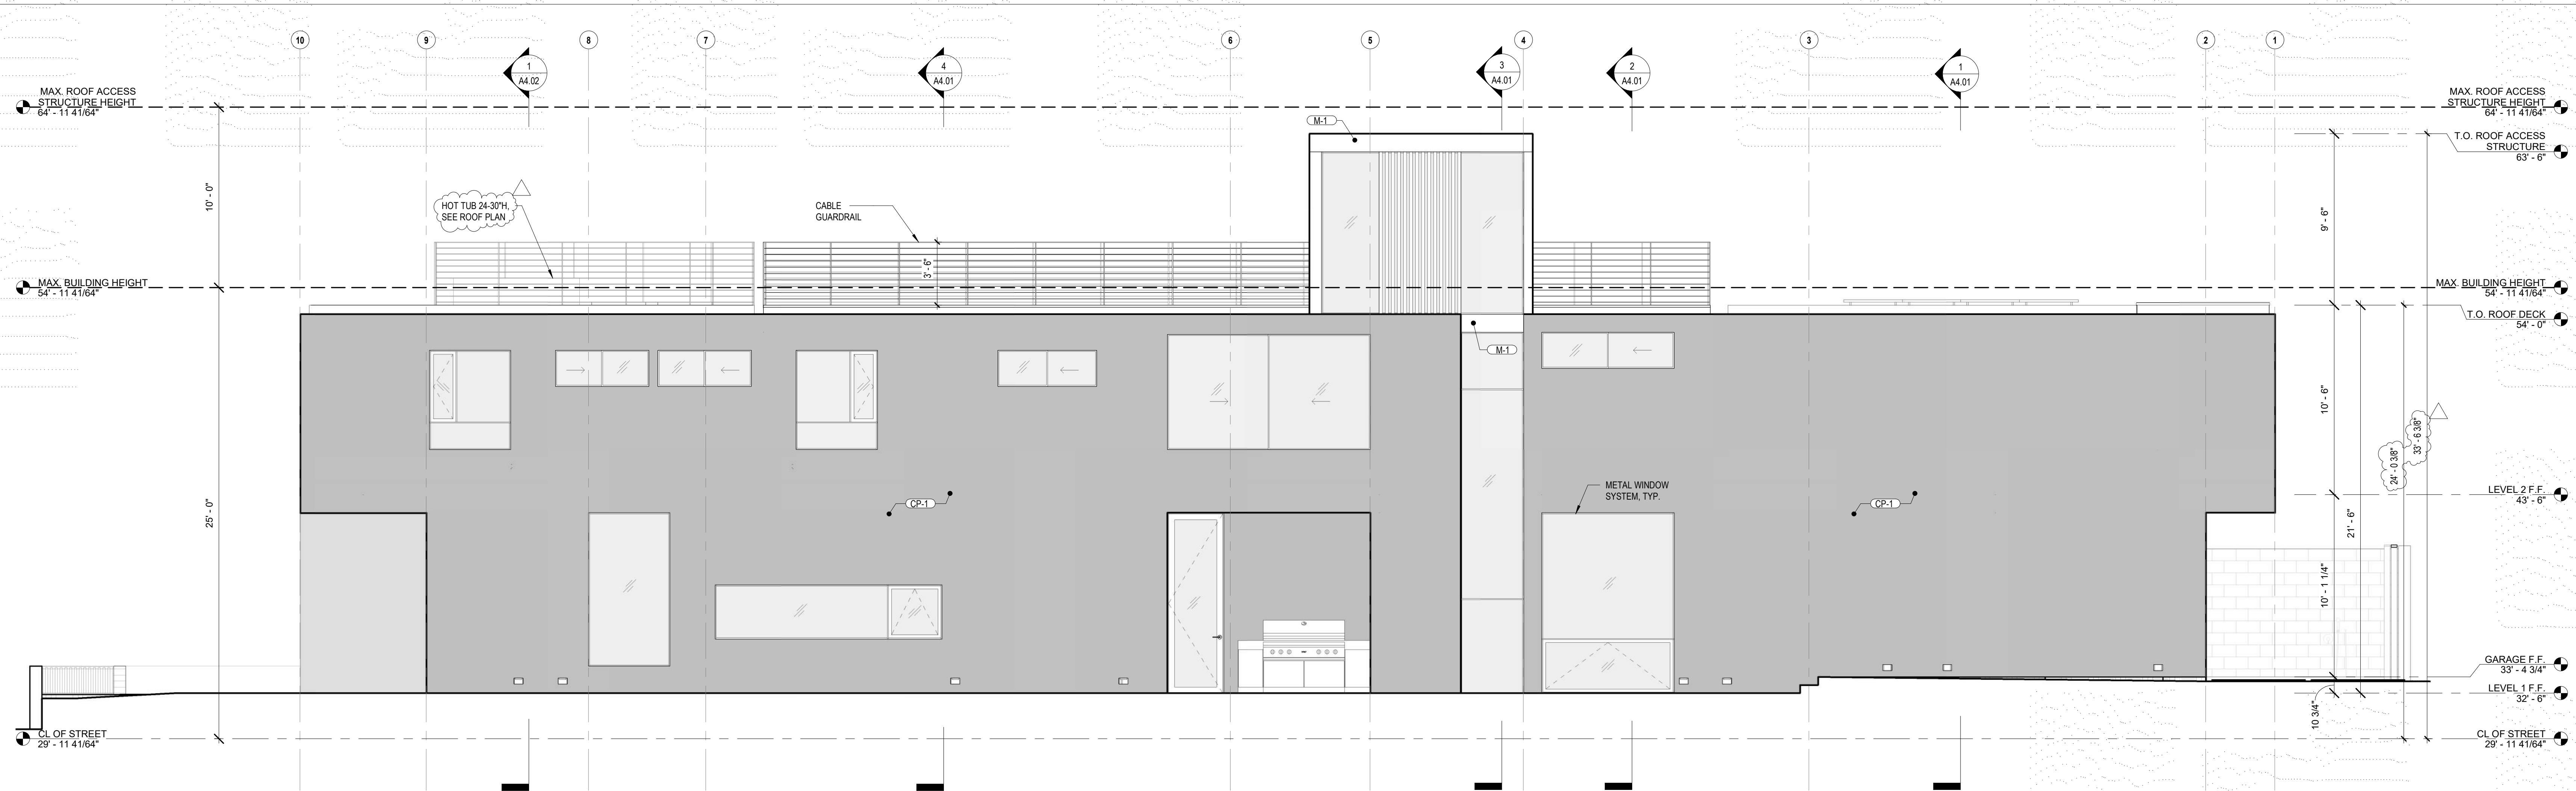 10
9
8
7
6
5
4
3
2
1
1
A4.02
4
A4.01
3
A4.01
2
A4.01
1
A4.01
MAX. ROOF ACCESS
STRUCTURE HEIGHT
64' - 11 41/64"
MAX. ROOF ACCESS
STRUCTURE HEIGHT
64' - 11 41/64"
M-1
T.O. ROOF ACCESS
STRUCTURE
63' - 6"
10' - 0"
HOT TUB 24-30"H,
SEE ROOF PLAN
CABLE
GUARDRAIL
3' - 6"
9' - 6"
MAX. BUILDING HEIGHT
54' - 11 41/64"
MAX. BUILDING HEIGHT
54' - 11 41/64"
T.O. ROOF DECK
54' - 0"
M-1
10' - 6"
33' - 6 3/8"
24' - 0 3/8"
METAL WINDOW
SYSTEM, TYP.
CP-1
CP-1
LEVEL 2 F.F.
43' - 6"
25' - 0"
21' - 6"
10' - 1 1/4"
GARAGE F.F.
33' - 4 3/4"
LEVEL 1 F.F.
32' - 6"
10 3/4"
CL OF STREET
29' - 11 41/64"
CL OF STREET
29' - 11 41/64"